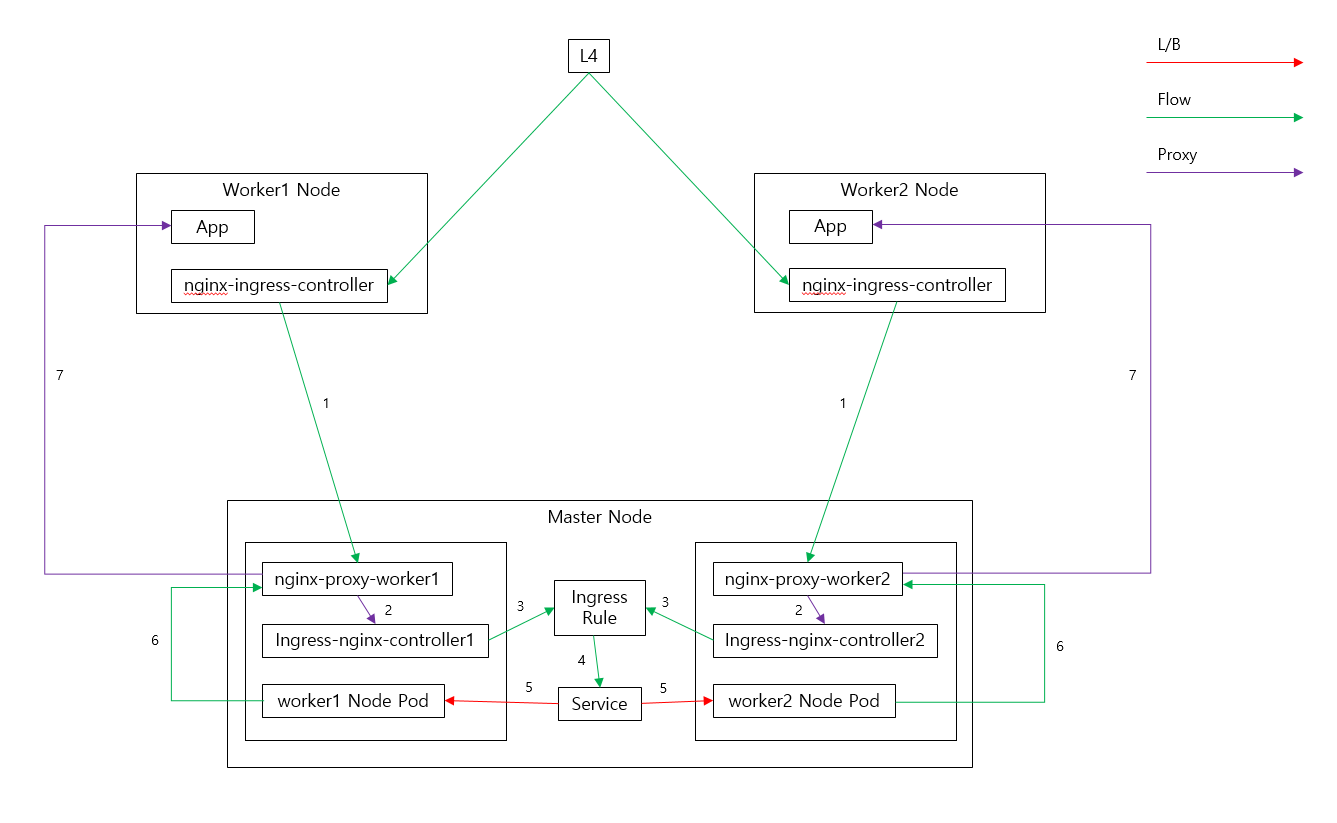 L4
L/B
Flow
Proxy
Worker1 Node
App
nginx-ingress-controller
Worker2 Node
App
nginx-ingress-controller
7
1
1
7
Master Node
nginx-proxy-worker1
2
Ingress-nginx-controller1
worker1 Node Pod
6
3
Ingress
Rule
3
4
5
Service
5
nginx-proxy-worker2
2
Ingress-nginx-controller2
worker2 Node Pod
6